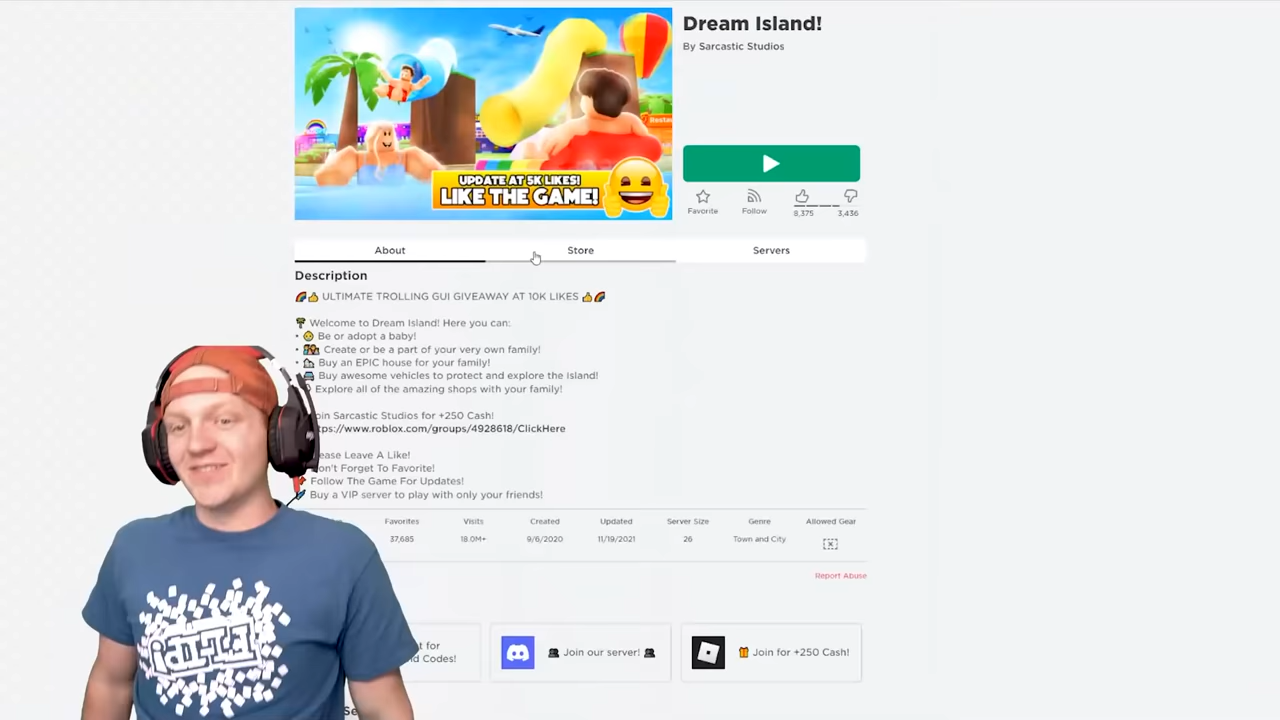 Dream Island!
By Sarcastic Studios
UPDATE AT 5K LIKES!
LIKE THE GAME!
Favorite
Follow
8,375
3,436
About
Store
Servers
Description
ULTIMATE TROLLING GUI GIVEAWAY AT 10K LIKES
Welcome to Dream Island! Here you can:
• Be or adopt a baby!
• Create or be a part of your very own family!
• Buy an EPIC house for your family!
Buy awesome vehicles to protect and explore the Island!
Explore all of the amazing shops with your family!
oin Sarcastic Studios for +250 Cash!
tps://www.roblox.com/groups/4928618/ClickHere
ease Leave A Like!
on't Forget To Favorite!
Follow The Game For Updates!
Buy a VIP server to play with only your friends!
Favorites
Visits
Created
Updated
Server Size
Genre
Allowed Gear
37,685
18.0M+
9/6/2020
11/19/2021
26
Town and City
Report Abuse
t for
d Codes!
Join our server!
Join for +250 Cash!